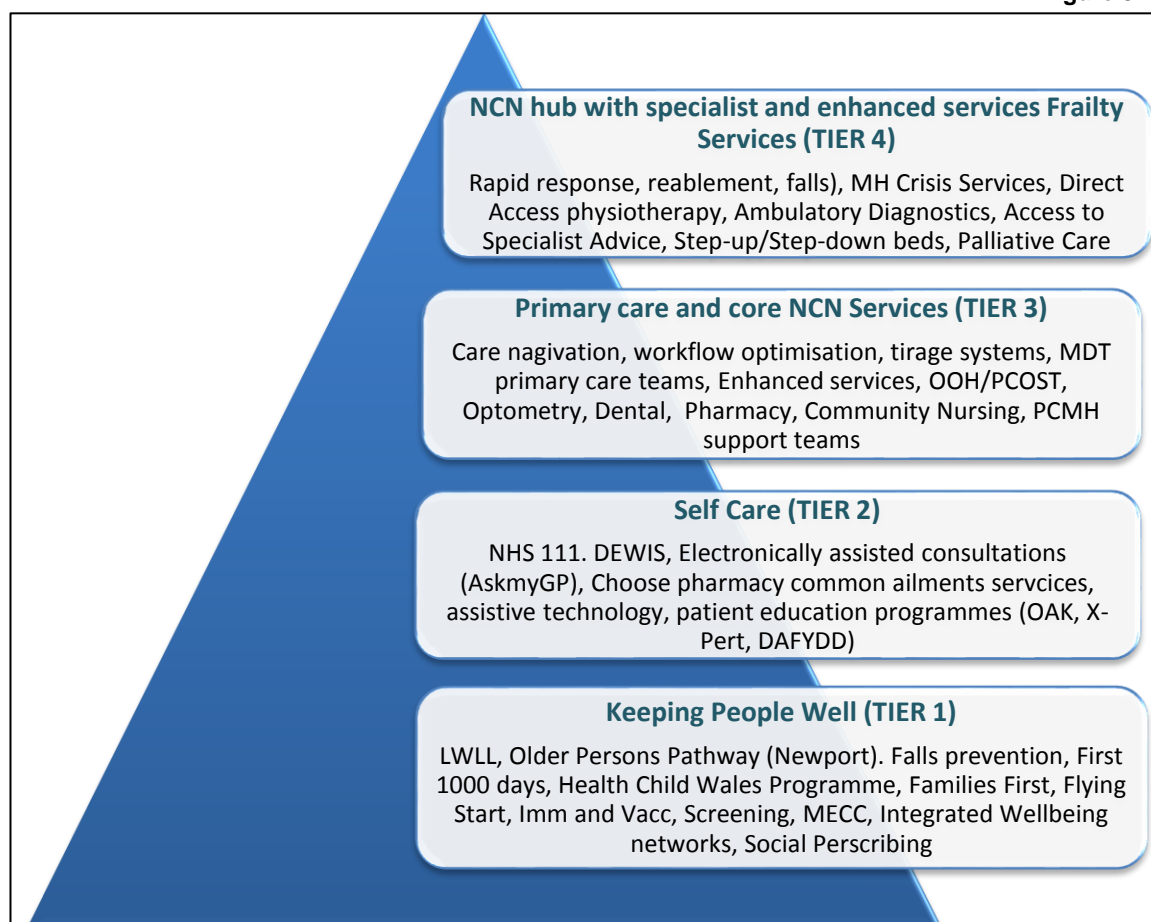 NCN hub with specialist and enhanced services Frailty
Services (TIER 4)
Rapid response, reablement, falls), MH Crisis Services, Direct
Access physiotherapy, Ambulatory Diagnostics, Access to
Specialist Advice, Step-up/Step-down beds, Palliative Care
Primary care and core NCN Services (TIER 3)
Care nagivation, workflow optimisation, tirage systems, MDT
primary care teams, Enhanced services, OOH/PCOST,
Optometry, Dental, Pharmacy, Community Nursing, PCMH
support teams
Self Care (TIER 2)
NHS 111. DEWIS, Electronically assisted consultations
(AskmyGP), Choose pharmacy common ailments servcices,
assistive technology, patient education programmes (OAK, X-
Pert, DAFYDD)
Keeping People Well (TIER 1)
LWLL, Older Persons Pathway (Newport). Falls prevention, First
1000 days, Health Child Wales Programme, Families First, Flying
Start, Imm and Vacc, Screening, MECC, Integrated Wellbeing
networks, Social Perscribing